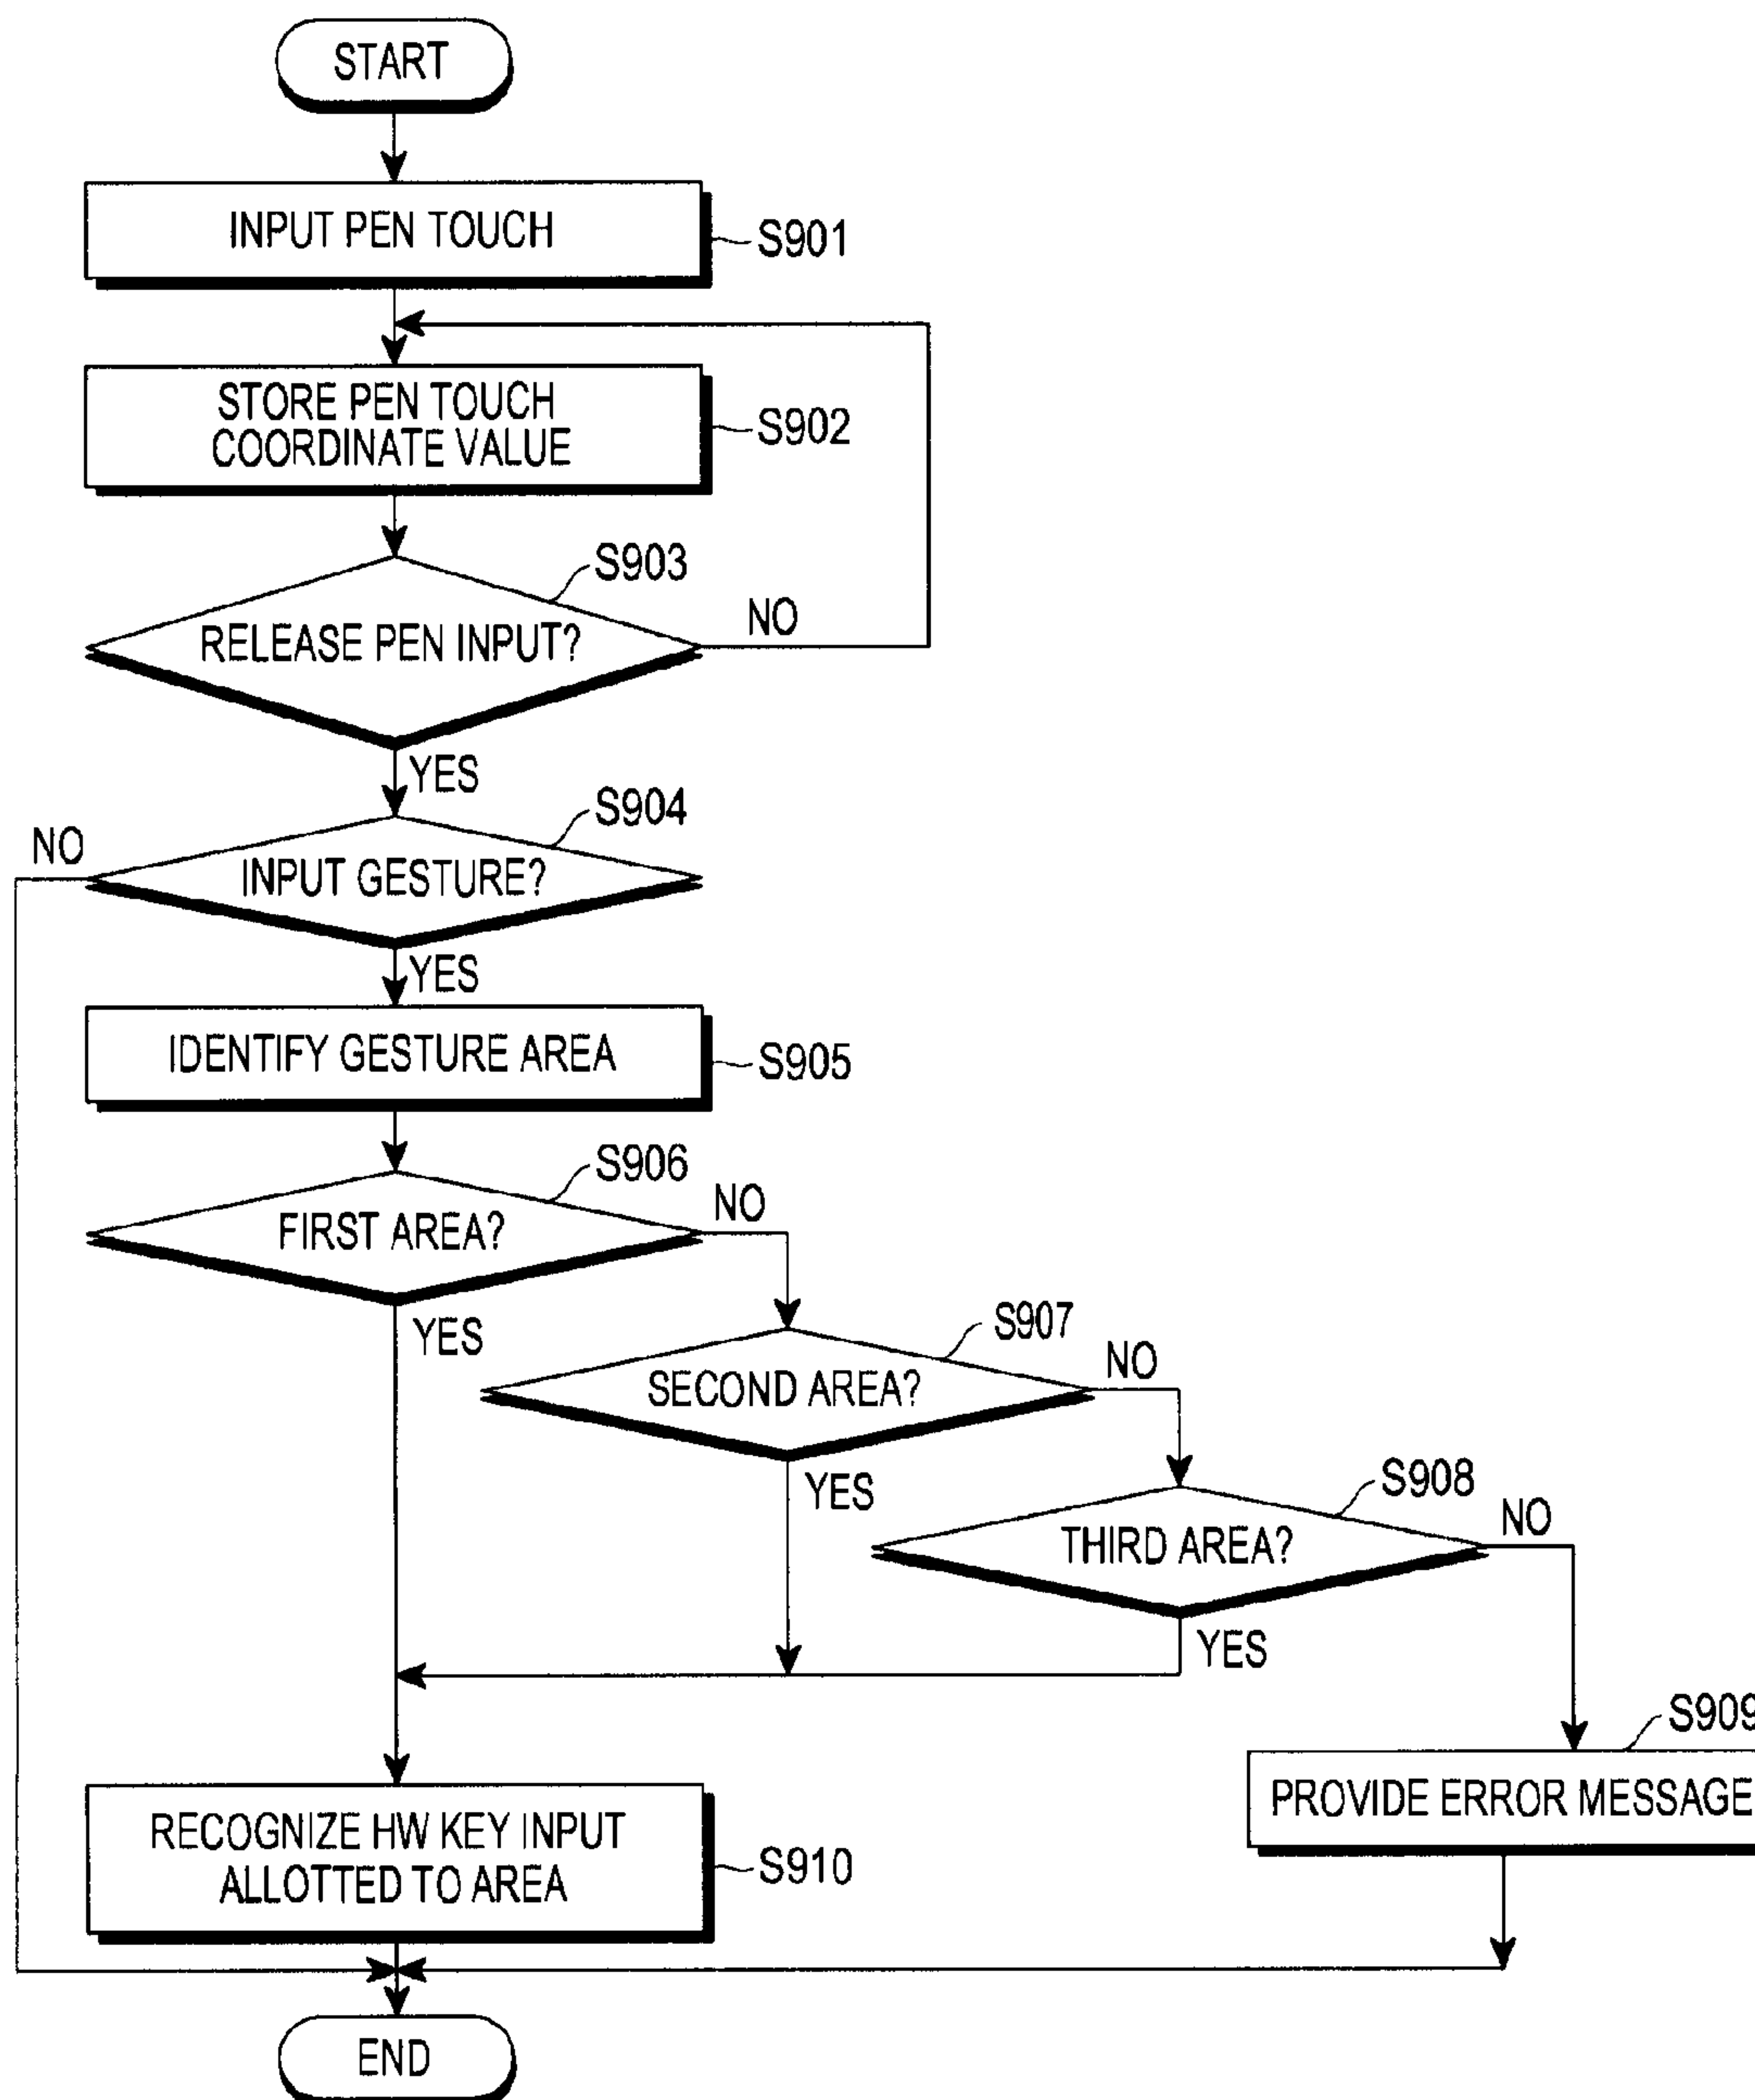 START
INPUT PEN TOUCH
S901
STORE PEN TOUCH
COORDINATE VALUE
S902
S903
RELEASE PEN INPUT?
NO
YES
S904
NO
INPUT GESTURE?
YES
IDENTIFY GESTURE AREA
S905
S906
FIRST AREA?
NO
YES
S907
SECOND AREA?
NO
YES
S908
THIRD AREA?
NO
YES
S909
PROVIDE ERROR MESSAGE
RECOGNIZE HW KEY INPUT
ALLOTTED TO AREA
S910
END